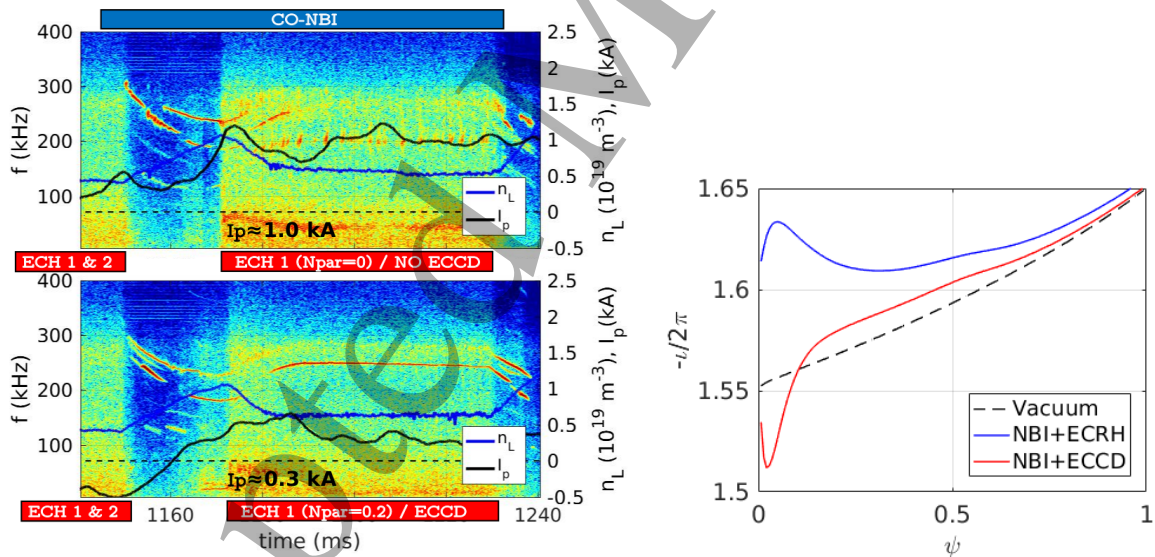 CO-NBI
400
300
200
100
f (kHz)
2.5
2
1.5
1
0.5
0
-0.5
n_L (10^19 m^-3), I_p(kA)
n_L
I_p
Ip≈1.0 kA
ECH 1 & 2
ECH 1 (Npar=0) / NO ECCD
400
300
200
100
f (kHz)
2.5
2
1.5
1
0.5
0
-0.5
n_L (10^19 m^-3), I_p(kA)
n_L
I_p
Ip≈0.3 kA
ECH 1 & 2
1160
ECH 1 (Npar=0.2) / ECCD
1240
time (ms)
1.65
1.6
1.55
1.5
-ι/2π
Vacuum
NBI+ECRH
NBI+ECCD
0
0.5
1
ψ